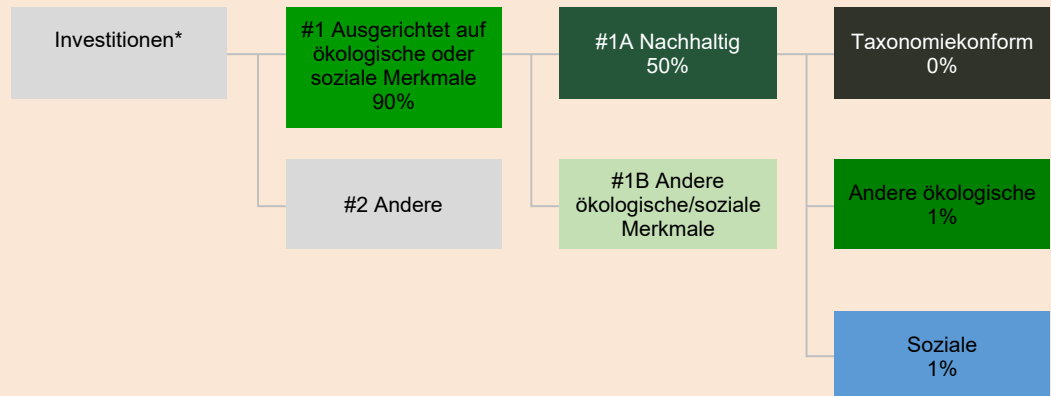 Investitionen*
#1 Ausgerichtet auf
ökologische oder
soziale Merkmale
90%
#1A Nachhaltig
50%
Taxonomiekonform
0%
#2 Andere
#1B Andere
ökologische/soziale
Merkmale
Andere ökologische
1%
Soziale
1%